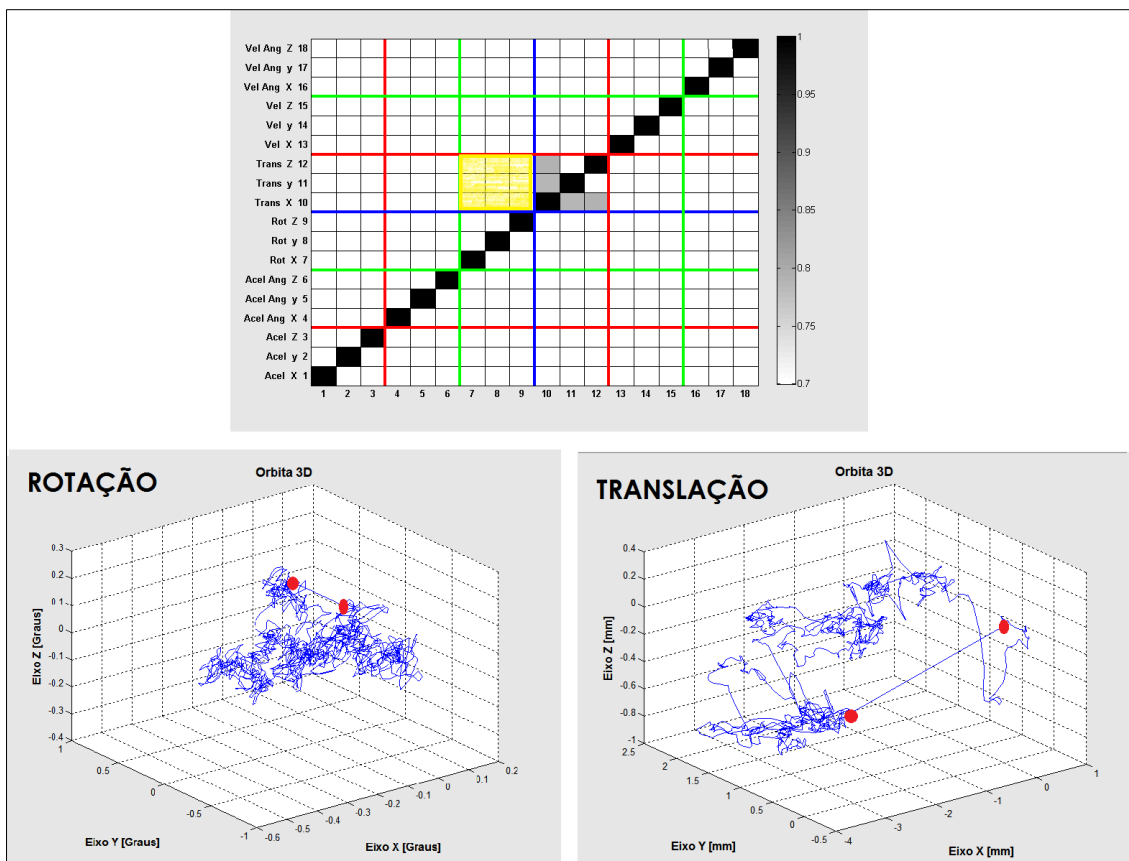 Vel Ang Z 18
Vel Ang y 17
Vel Ang X 16
Vel Z 15
Vel y 14
Vel X 13
Trans Z 12
Trans y 11
Trans X 10
Rot Z 9
Rot y 8
Rot X 7
Acel Ang Z 6
Acel Ang y 5
Acel Ang X 4
Acel Z 3
Acel y 2
Acel X 1
1 2 3 4 5 6 7 8 9 10 11 12 13 14 15 16 17 18
1
0.95
0.9
0.85
0.8
0.75
0.7
ROTAÇÃO
Orbita 3D
0.3
0.2
0.1
0
-0.1
-0.2
-0.3
-0.4
Eixo Z [Graus]
1
0.5
0
-0.5
-1
Eixo Y [Graus]
-0.6
-0.5
-0.4
-0.3
-0.2
-0.1
0
0.1
0.2
Eixo X [Graus]
TRANSLAÇÃO
Orbita 3D
0.4
0.2
0
-0.2
-0.4
-0.6
-0.8
-1
Eixo Z [mm]
2.5
2
1.5
1
0.5
0
-0.5
Eixo Y [mm]
-4
-3
-2
-1
0
1
Eixo X [mm]